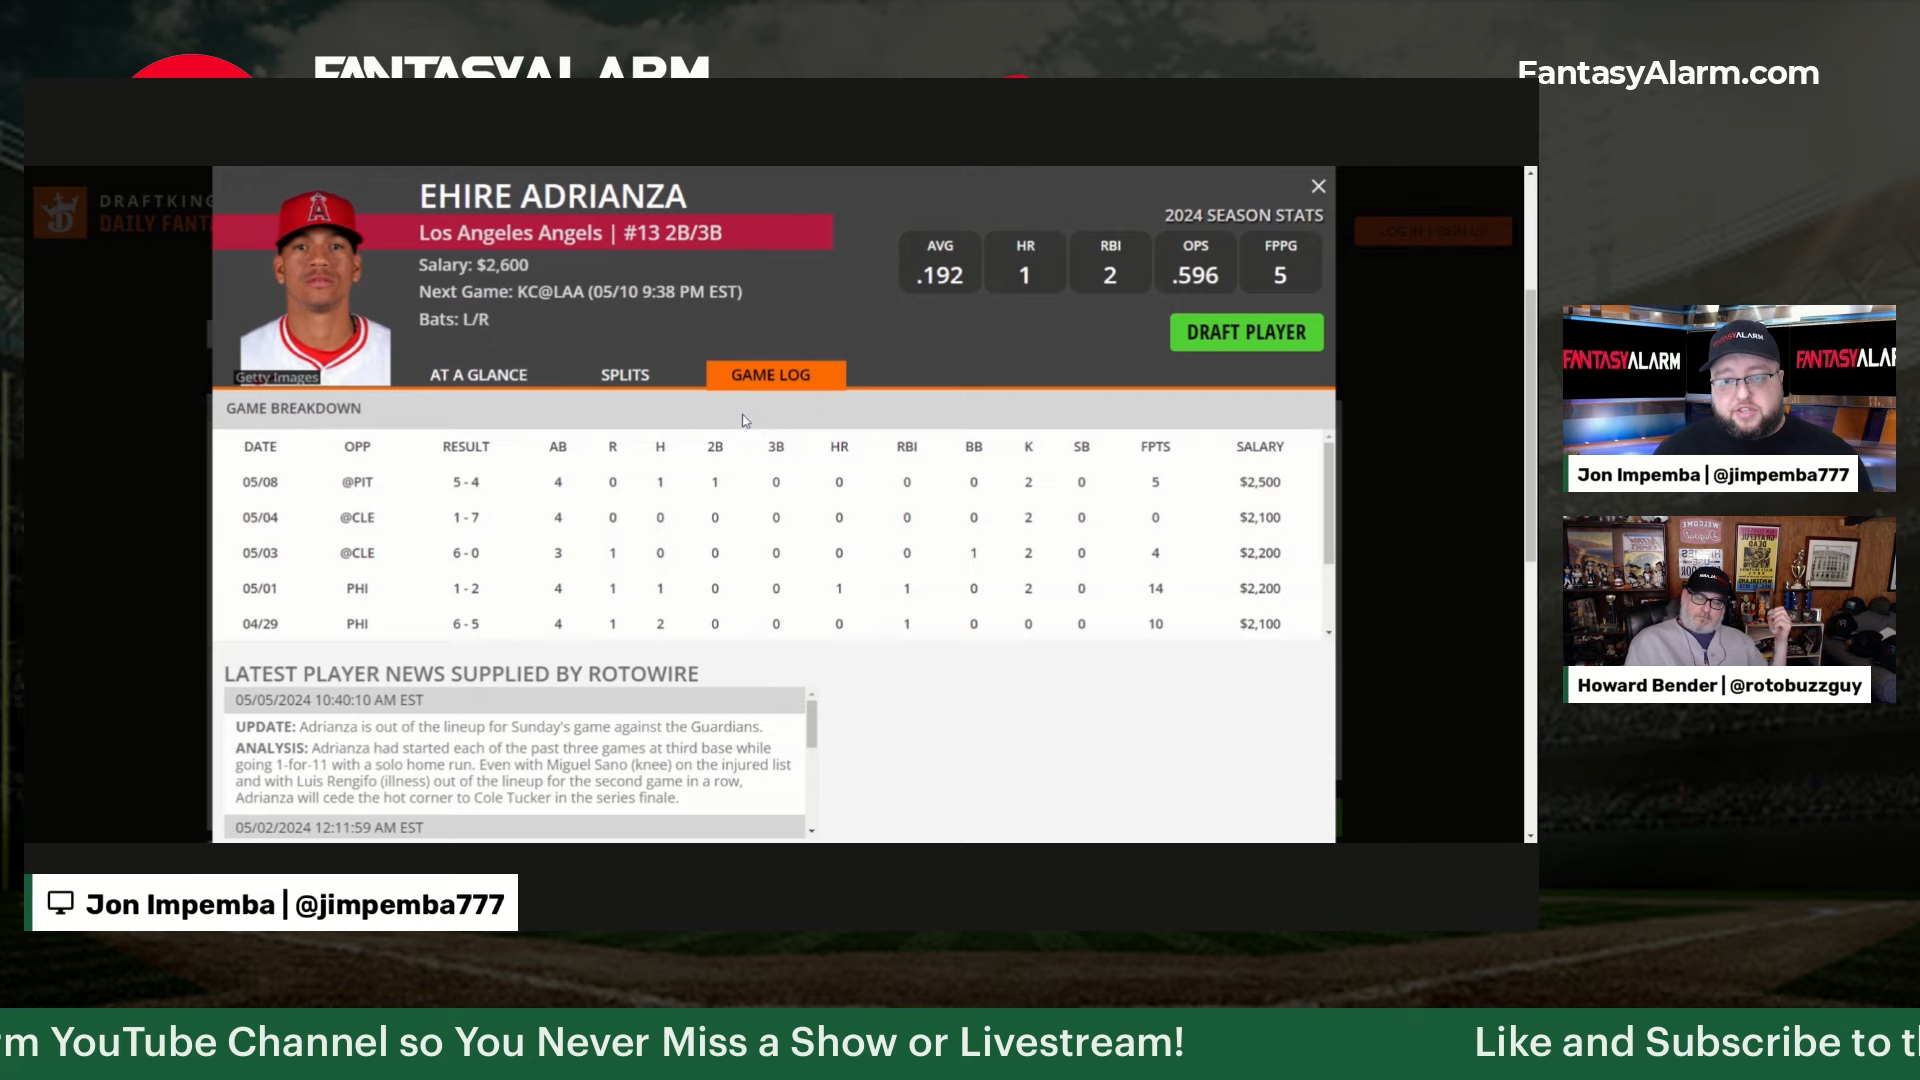 FANTASYALARM
FantasyAlarm.com
DRAFTKING
DAILY FANT
EHIRE ADRIANZA
Los Angeles Angels | #13 2B/3B
Salary: $2,600
Next Game: KC@LAA (05/10 9:38 PM EST)
Bats: L/R
Getty Images
2024 SEASON STATS
AVG HR RBI OPS FPPG
.192 1 2 .596 5
DRAFT PLAYER
LOG IN | SIGN UP
AT A GLANCE SPLITS GAME LOG
GAME BREAKDOWN
DATE OPP RESULT AB R H 2B 3B HR RBI BB K SB FPTS SALARY
05/08 @PIT 5 - 4 4 0 1 1 0 0 0 0 2 0 5 $2,500
05/04 @CLE 1 - 7 4 0 0 0 0 0 0 0 2 0 0 $2,100
05/03 @CLE 6 - 0 3 1 0 0 0 0 0 1 2 0 4 $2,200
05/01 PHI 1 - 2 4 1 1 0 0 1 1 0 2 0 14 $2,200
04/29 PHI 6 - 5 4 1 2 0 0 0 1 0 0 0 10 $2,100
LATEST PLAYER NEWS SUPPLIED BY ROTOWIRE
05/05/2024 10:40:10 AM EST
UPDATE: Adrianza is out of the lineup for Sunday's game against the Guardians.
ANALYSIS: Adrianza had started each of the past three games at third base while
going 1-for-11 with a solo home run. Even with Miguel Sano (knee) on the injured list
and with Luis Rengifo (illness) out of the lineup for the second game in a row,
Adrianza will cede the hot corner to Cole Tucker in the series finale.
05/02/2024 12:11:59 AM EST
FANTASYALARM
FANTASYALAR
Jon Impemba | @jimpemba777
Howard Bender | @rotobuzzguy
Jon Impemba | @jimpemba777
rm YouTube Channel so You Never Miss a Show or Livestream!
Like and Subscribe to th